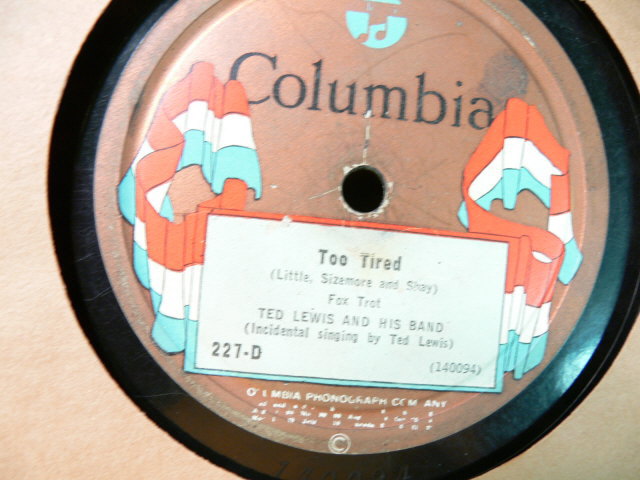 Columbia
Too Tired
(Little, Sizemore and Shay)
Fox Trot
TED LEWIS AND HIS BAND
(Incidental singing by Ted Lewis)
227-D
(140094)
PHONOGRAPH
©